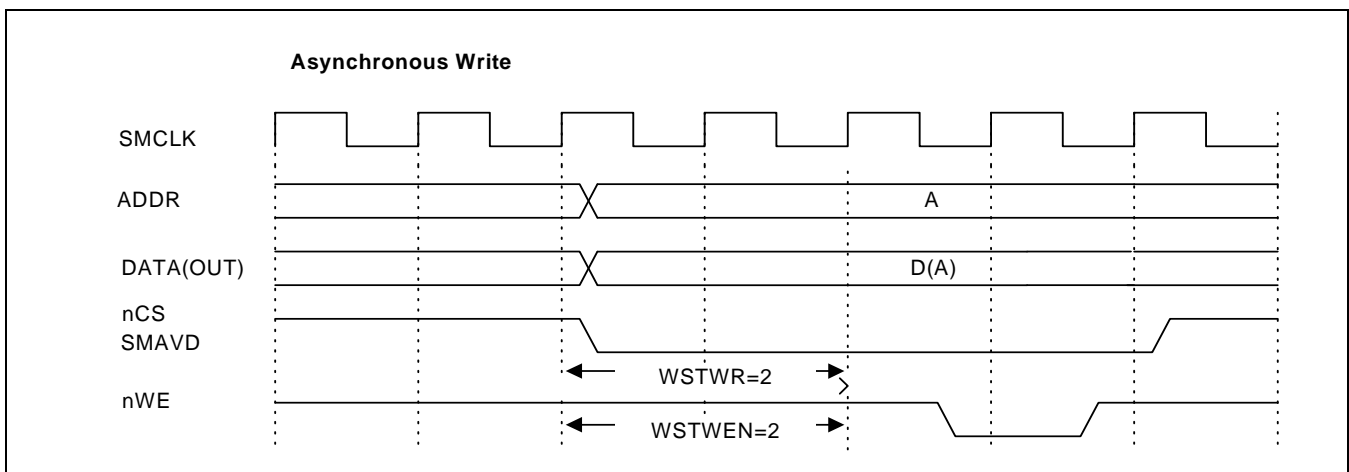 Asynchronous Write
SMCLK
ADDR
A
DATA(OUT)
D(A)
nCS
SMAVD
WSTWR=2
nWE
WSTWEN=2